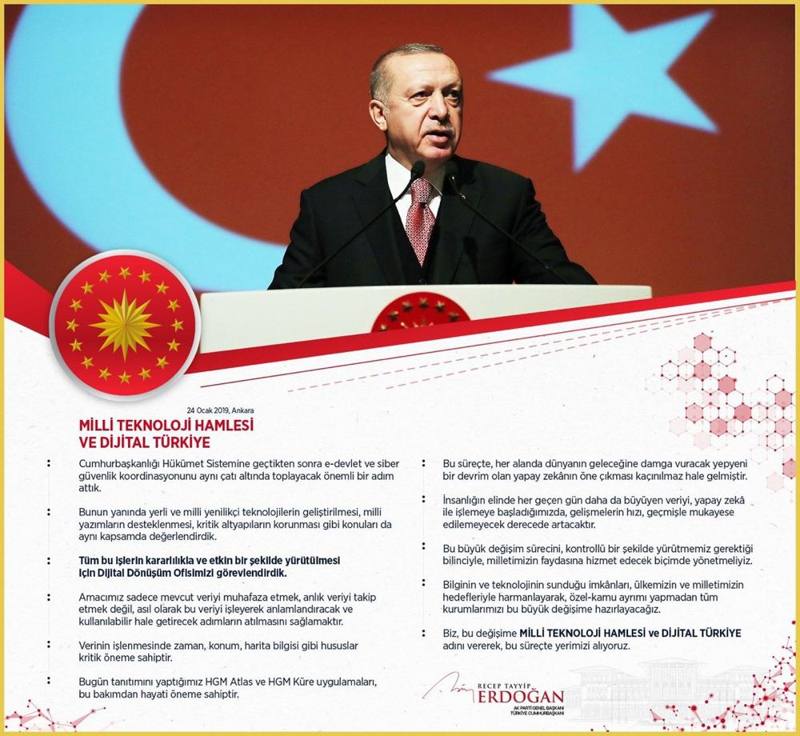 24 Ocak 2019, Ankara
MİLLİ TEKNOLOJİ HAMLESİ
VE DİJİTAL TÜRKİYE
Cumhurbaşkanlığı Hükümet Sistemine geçtikten sonra e-devlet ve siber
güvenlik koordinasyonunu aynı çatı altında toplayacak önemli bir adım
attık.
Bunun yanında yerli ve milli yenilikçi teknolojilerin geliştirilmesi, milli
yazımların desteklenmesi, kritik altyapıların korunması gibi konuları da
aynı kapsamda değerlendirdik.
Tüm bu işlerin kararlılıkla ve etkin bir şekilde yürütülmesi
için Dijital Dönüşüm Ofisimizi görevlendirdik.
Amacımız sadece mevcut veriyi muhafaza etmek, anlık veriyi takip
etmek değil, asıl olarak bu veriyi işleyerek anlamlandıracak ve
kullanılabilir hale getirecek adımların atılmasını sağlamaktır.
Verinin işlenmesinde zaman, konum, harita bilgisi gibi hususlar
kritik öneme sahiptir.
Bugün tanıtımını yaptığımız HGM Atlas ve HGM Küre uygulamaları,
bu bakımdan hayati öneme sahiptir.
Bu süreçte, her alanda dünyanın geleceğine damga vuracak yepyeni
bir devrim olan yapay zekânın öne çıkması kaçınılmaz hale gelmiştir.
İnsanlığın elinde her geçen gün daha da büyüyen veriyi, yapay zekâ
ile işlemeye başladığımızda, gelişmelerin hızı, geçmişle mukayese
edilemeyecek derecede artacaktır.
Bu büyük değişim sürecini, kontrollü bir şekilde yürütmemiz gerektiği
bilinciyle, milletimizin faydasına hizmet edecek biçimde yönetmeliyiz.
Bilginin ve teknolojinin sunduğu imkânları, ülkemizin ve milletimizin
hedefleriyle harmanlayarak, özel-kamu ayrımı yapmadan tüm
kurumlarımızı bu büyük değişime hazırlayacağız.
Biz, bu değişime MİLLİ TEKNOLOJİ HAMLESİ ve DİJİTAL TÜRKİYE
adını vererek, bu süreçte yerimizi alıyoruz.
RECEP TAYYİP
ERDOĞAN
AK PARTİ GENEL BAŞKANI
TÜRKİYE CUMHURBAŞKANI